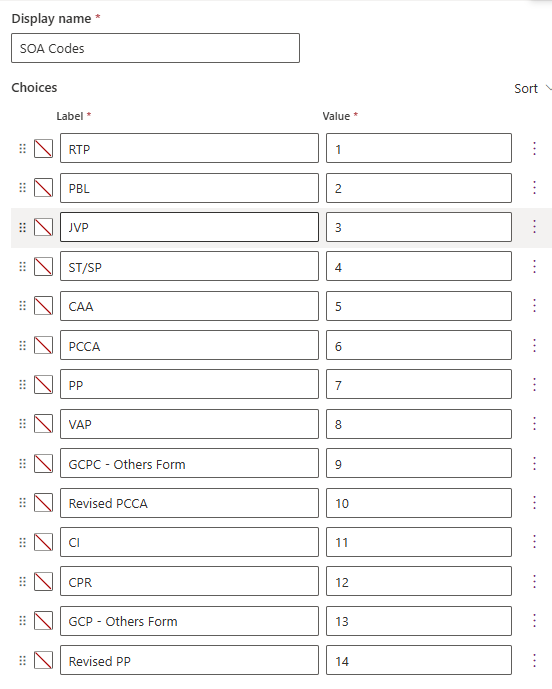 Display name *
SOA Codes
Choices
Sort
Label *
Value *
RTP
1
PBL
2
JVP
3
ST/SP
4
CAA
5
PCCA
6
PP
7
VAP
8
GCPC - Others Form
9
Revised PCCA
10
CI
11
CPR
12
GCP - Others Form
13
Revised PP
14